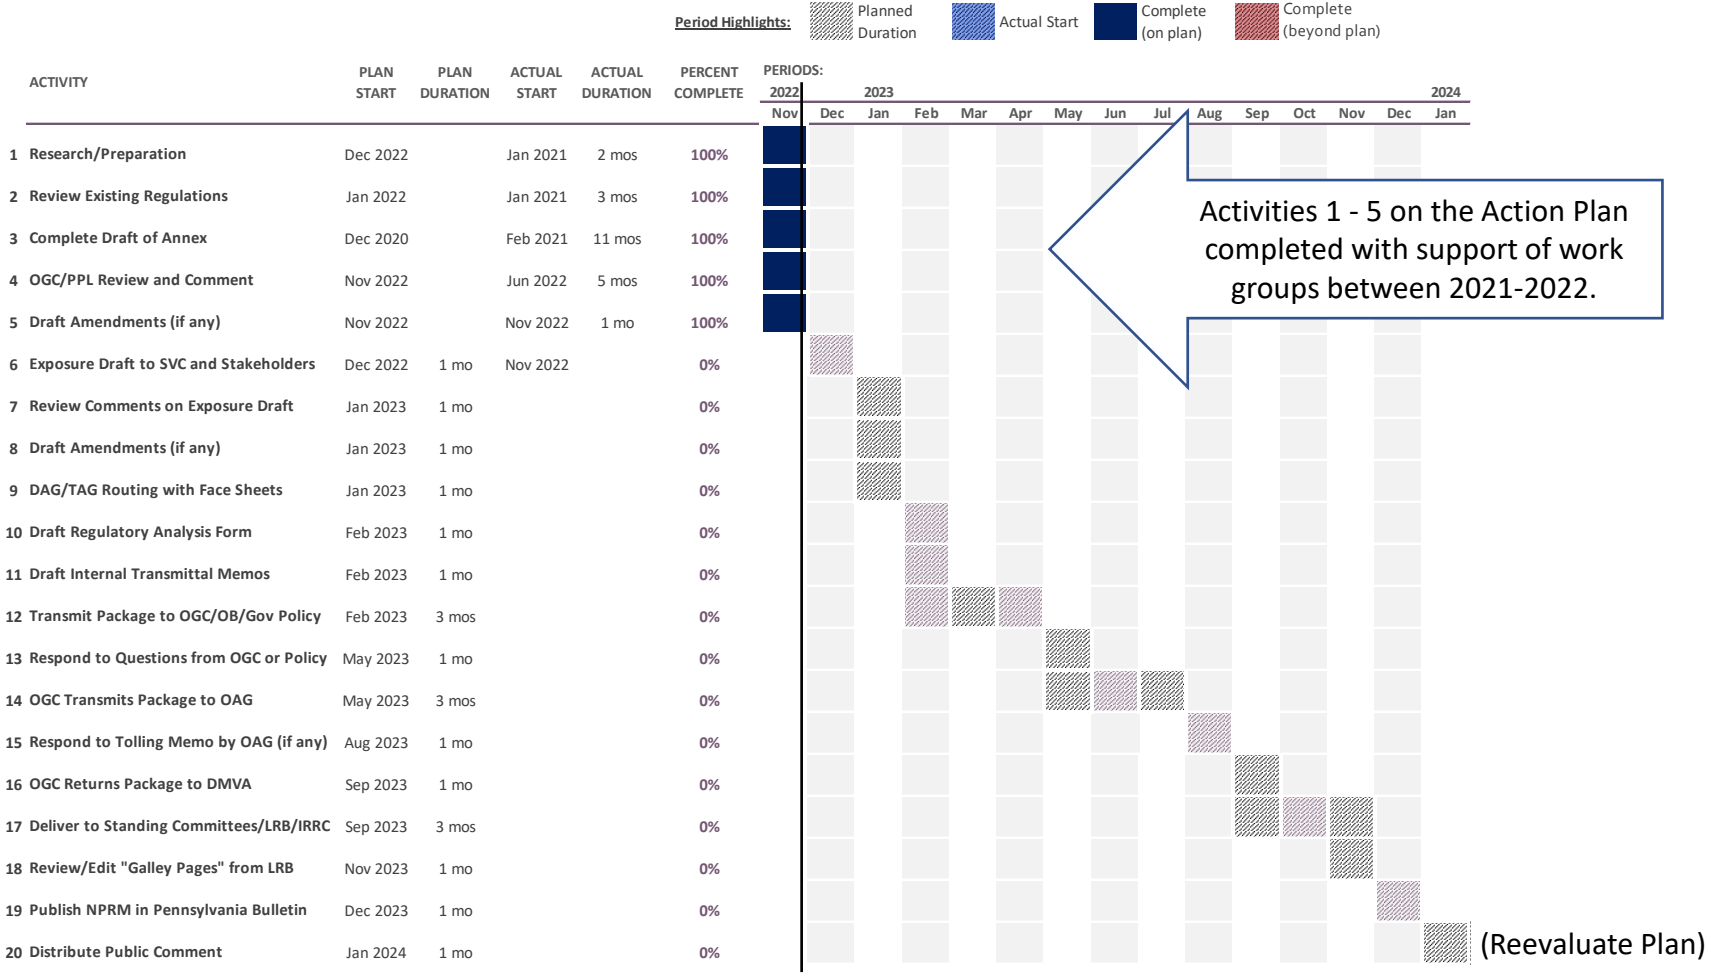 Period Highlights: Planned Duration Actual Start Complete (on plan) Complete (beyond plan)
ACTIVITY PLAN START PLAN DURATION ACTUAL START ACTUAL DURATION PERCENT COMPLETE PERIODS:
2022 2023 2024
Nov Dec Jan Feb Mar Apr May Jun Jul Aug Sep Oct Nov Dec Jan
1 Research/Preparation Dec 2022 Jan 2021 2 mos 100%
2 Review Existing Regulations Jan 2022 Jan 2021 3 mos 100%
3 Complete Draft of Annex Dec 2020 Feb 2021 11 mos 100%
4 OGC/PPL Review and Comment Nov 2022 Jun 2022 5 mos 100%
5 Draft Amendments (if any) Nov 2022 Nov 2022 1 mo 100%
Activities 1 - 5 on the Action Plan
completed with support of work
groups between 2021-2022.
6 Exposure Draft to SVC and Stakeholders Dec 2022 1 mo Nov 2022 0%
7 Review Comments on Exposure Draft Jan 2023 1 mo 0%
8 Draft Amendments (if any) Jan 2023 1 mo 0%
9 DAG/TAG Routing with Face Sheets Jan 2023 1 mo 0%
10 Draft Regulatory Analysis Form Feb 2023 1 mo 0%
11 Draft Internal Transmittal Memos Feb 2023 1 mo 0%
12 Transmit Package to OGC/OB/Gov Policy Feb 2023 3 mos 0%
13 Respond to Questions from OGC or Policy May 2023 1 mo 0%
14 OGC Transmits Package to OAG May 2023 3 mos 0%
15 Respond to Tolling Memo by OAG (if any) Aug 2023 1 mo 0%
16 OGC Returns Package to DMVA Sep 2023 1 mo 0%
17 Deliver to Standing Committees/LRB/IRRC Sep 2023 3 mos 0%
18 Review/Edit "Galley Pages" from LRB Nov 2023 1 mo 0%
19 Publish NPRM in Pennsylvania Bulletin Dec 2023 1 mo 0%
20 Distribute Public Comment Jan 2024 1 mo 0% (Reevaluate Plan)